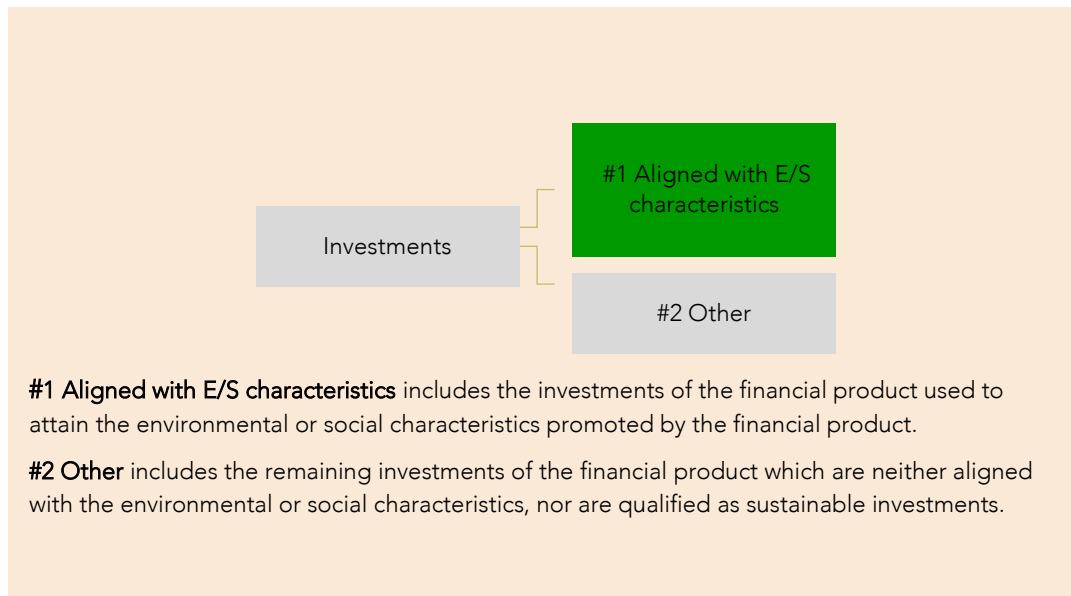 #1 Aligned with E/S
characteristics
Investments
#2 Other
#1 Aligned with E/S characteristics includes the investments of the financial product used to
attain the environmental or social characteristics promoted by the financial product.
#2 Other includes the remaining investments of the financial product which are neither aligned
with the environmental or social characteristics, nor are qualified as sustainable investments.